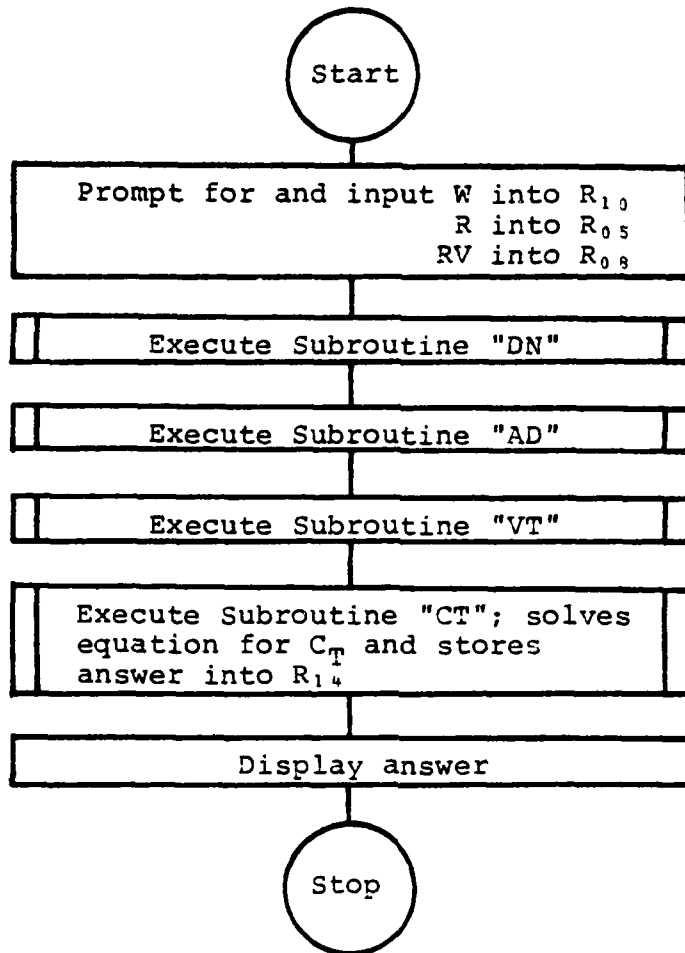 Start
Prompt for and input W into R₁₀
R into R₀₅
RV into R₀₈
Execute Subroutine "DN"
Execute Subroutine "AD"
Execute Subroutine "VT"
Execute Subroutine "CT"; solves
equation for C_T and stores
answer into R₁₄
Display answer
Stop